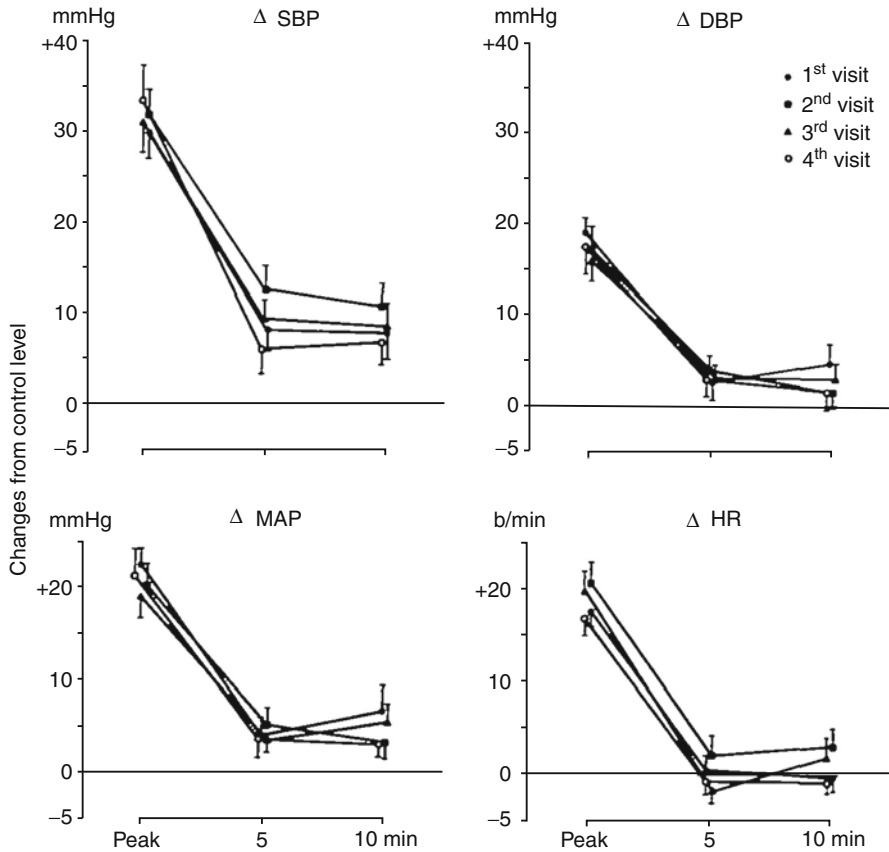 mmHg
Δ SBP
+40
30
20
10
0
–5
mmHg
Δ DBP
+40
30
20
10
0
–5
1st visit
2nd visit
3rd visit
4th visit
Changes from control level
mmHg
Δ MAP
+20
10
0
–5
Peak 5 10 min
b/min
Δ HR
+20
10
0
–5
Peak 5 10 min